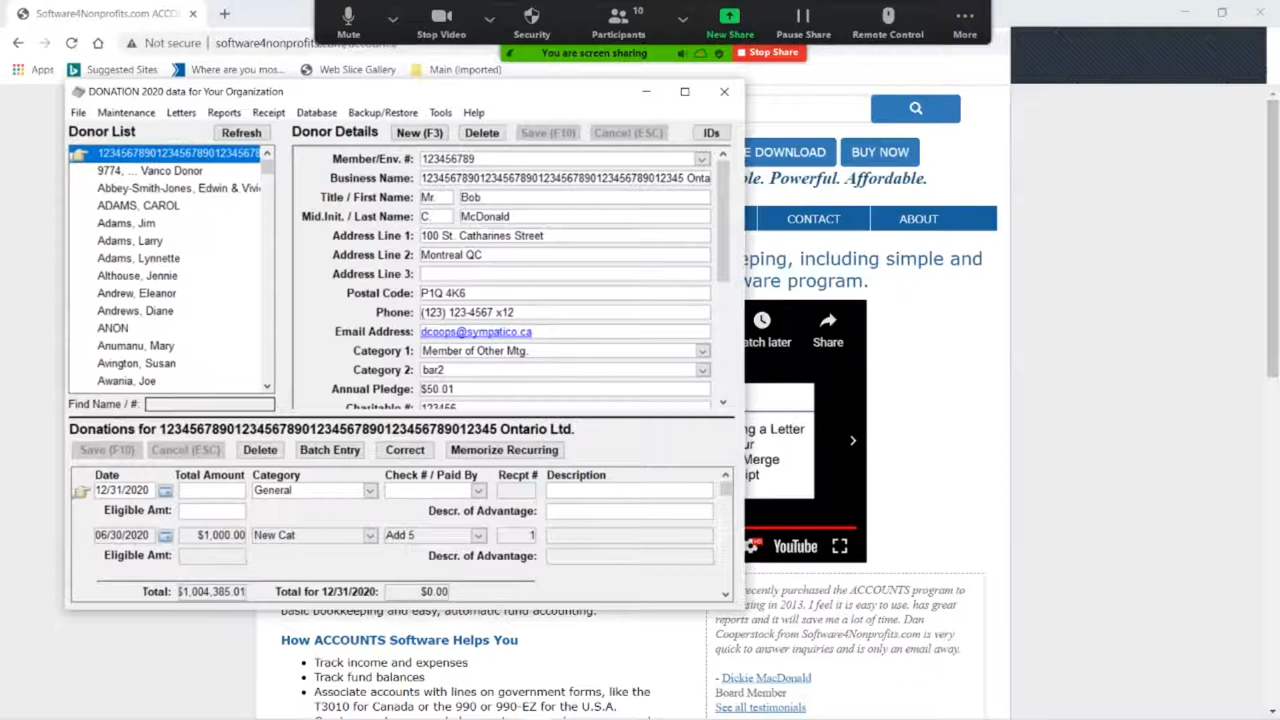 Software4Nonprofits.com ACCO
Mute
Stop Video
Security
Participants
10
New Share
Pause Share
Remote Control
More
You are screen sharing
Stop Share
Not secure
software4nonprofits.com/accounts/
Apps
Suggested Sites
Where are you mos...
Web Slice Gallery
Main (Imported)
DONATION 2020 data for Your Organization
File Maintenance Letters Reports Receipt Database Backup/Restore Tools Help
Donor List
Refresh
1234567890123456789012345678
9774, ... Vanco Donor
Abbey-Smith-Jones, Edwin & Vivi
ADAMS, CAROL
Adams, Jim
Adams, Larry
Adams, Lynnette
Althouse, Jennie
Andrew, Eleanor
Andrews, Diane
ANON
Anumanu, Mary
Avington, Susan
Awania, Joe
Find Name / #:
Donor Details
New (F3)
Delete
Save (F10)
Cancel (ESC)
IDs
Member/Env. #: 123456789
Business Name: 123456789012345678901234567890123456789012345 Onta
Title / First Name: Mr. Bob
Mid.Init. / Last Name: C. McDonald
Address Line 1: 100 St. Catharines Street
Address Line 2: Montreal QC
Address Line 3:
Postal Code: P1Q 4K6
Phone: (123) 123-4567 x12
Email Address: dcoops@sympatico.ca
Category 1: Member of Other Mtg.
Category 2: bar2
Annual Pledge: $50.01
Charitable #: 123456
Donations for 123456789012345678901234567890123456789012345 Ontario Ltd.
Save (F10) Cancel (ESC) Delete Batch Entry Correct Memorize Recurring
Date Total Amount Category Check # / Paid By Recpt # Description
12/31/2020 General
Eligible Amt: Descr. of Advantage:
06/30/2020 $1,000.00 New Cat Add 5 1
Eligible Amt: Descr. of Advantage:
Total: $1,004,385.01 Total for 12/31/2020: $0.00
E DOWNLOAD
BUY NOW
ble. Powerful. Affordable.
CONTACT
ABOUT
eping, including simple and
ware program.
atch later
Share
g a Letter
ur
Merge
ipt
HD
YouTube
basic bookkeeping and easy, automatic fund accounting.
How ACCOUNTS Software Helps You
Track income and expenses
Track fund balances
Associate accounts with lines on government forms, like the
T3010 for Canada or the 990 or 990-EZ for the U.S.A.
ecently purchased the ACCOUNTS program to
sing in 2013. I feel it is easy to use, has great
reports and it will save me a lot of time. Dan
Cooperstock from Software4Nonprofits.com is very
quick to answer inquiries and is only an email away.
- Dickie MacDonald
Board Member
See all testimonials